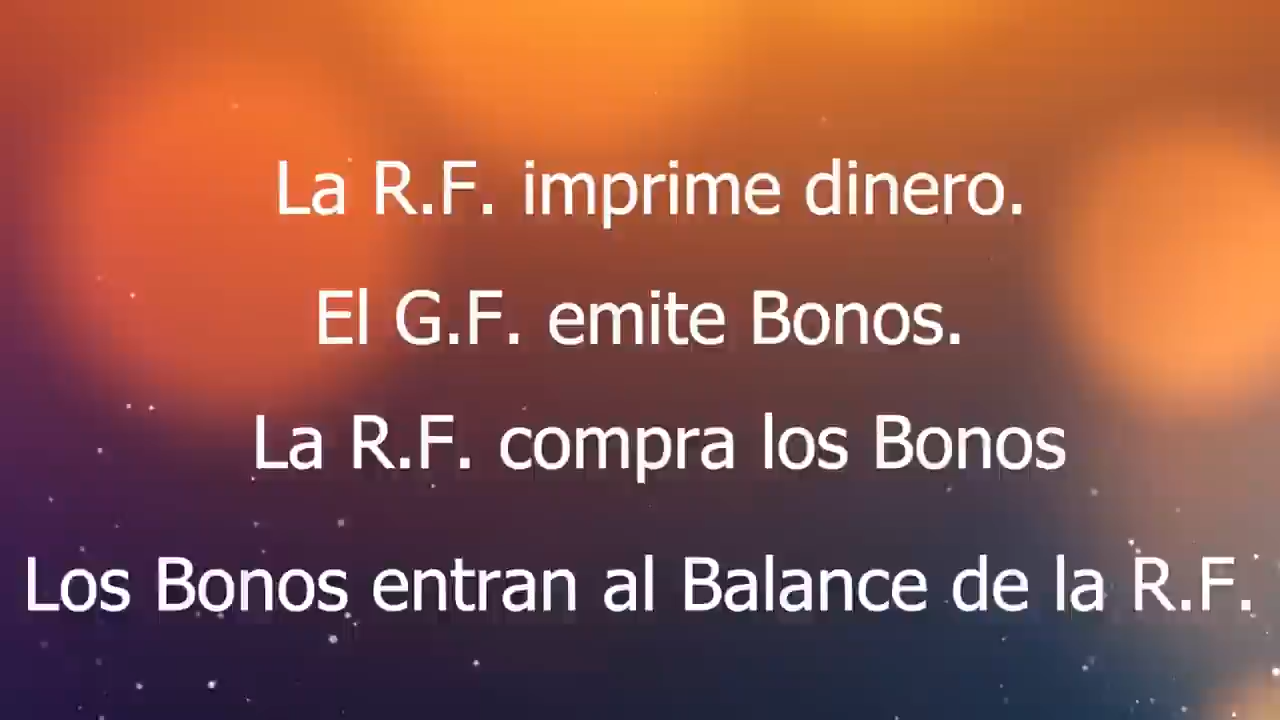 La R.F. imprime dinero.
El G.F. emite Bonos.
La R.F. compra los Bonos
Los Bonos entran al Balance de la R.F.